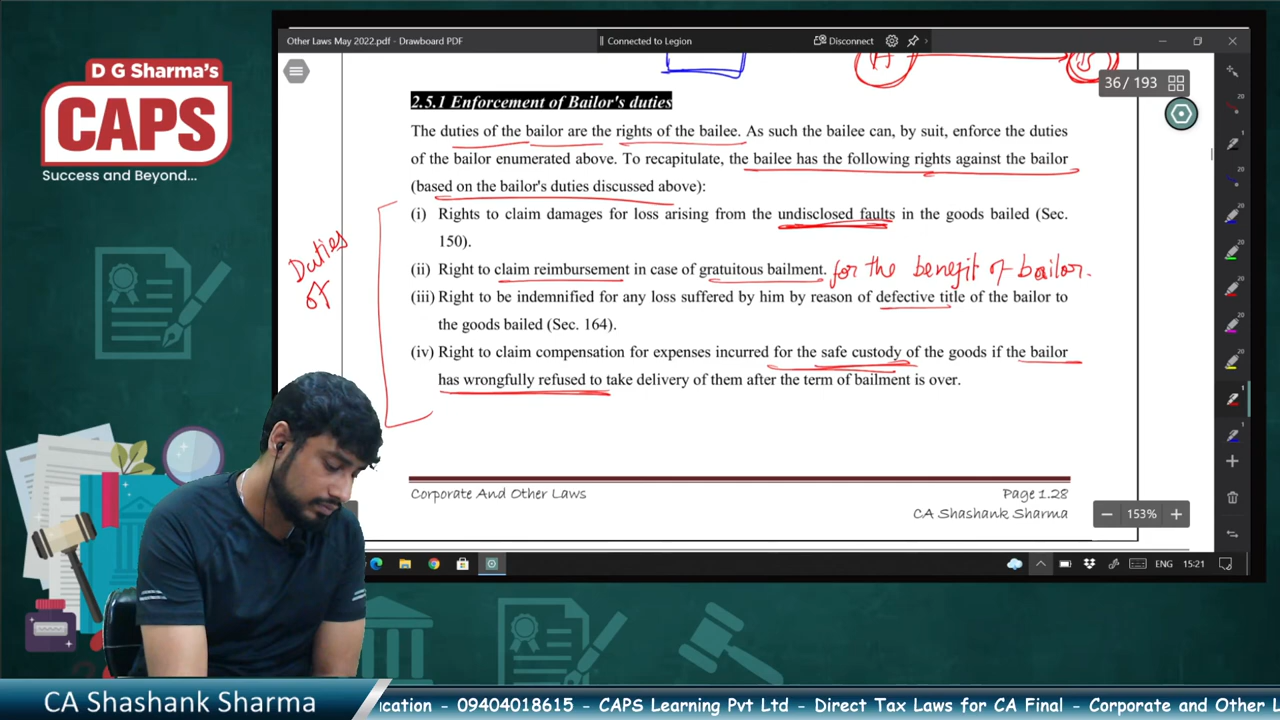 D G Sharma's
CAPS
Success and Beyond...
Other Laws May 2022.pdf - Drawboard PDF
Connected to Legion
Disconnect
36 / 193
2.5.1 Enforcement of Bailor's duties
The duties of the bailor are the rights of the bailee. As such the bailee can, by suit, enforce the duties
of the bailor enumerated above. To recapitulate, the bailee has the following rights against the bailor
(based on the bailor's duties discussed above):
(i) Rights to claim damages for loss arising from the undisclosed faults in the goods bailed (Sec.
150).
(ii) Right to claim reimbursement in case of gratuitous bailment. for the benefit of bailor.
(iii) Right to be indemnified for any loss suffered by him by reason of defective title of the bailor to
the goods bailed (Sec. 164).
(iv) Right to claim compensation for expenses incurred for the safe custody of the goods if the bailor
has wrongfully refused to take delivery of them after the term of bailment is over.
Duties
of
Corporate And Other Laws
Page 1.28
CA Shashank Sharma
153%
ENG
15:21
20
1
20
20
20
20
20
20
1
1
CA Shashank Sharma
ication - 09404018615 - CAPS Learning Pvt Ltd - Direct Tax Laws for CA Final - Corporate and Other L